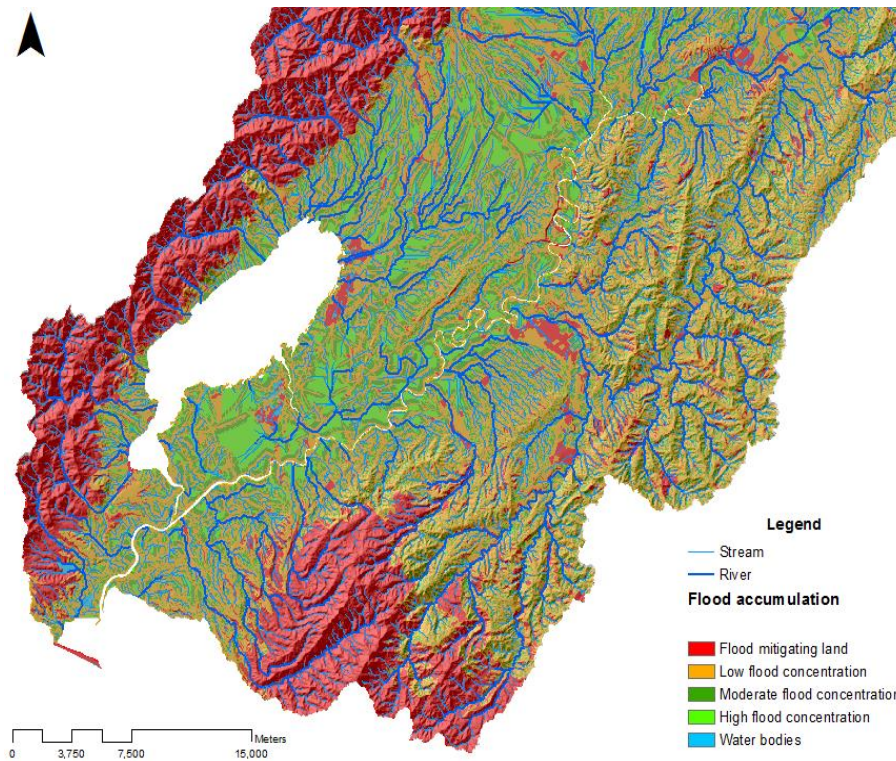 Legend
Stream
River
Flood accumulation
Flood mitigating land
Low flood concentration
Moderate flood concentration
High flood concentration
Water bodies
Meters
0 3,750 7,500 15,000